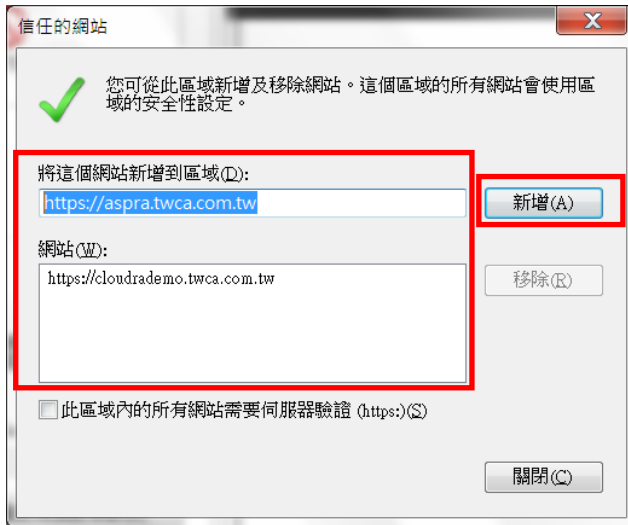 信任的網站
您可從此區域新增及移除網站。這個區域的所有網站會使用區
域的安全性設定。
將這個網站新增到區域(D):
https://aspra.twca.com.tw
新增(A)
網站(W):
https://cloudrademo.twca.com.tw
移除(R)
此區域內的所有網站需要伺服器驗證 (https:)(S)
關閉(C)